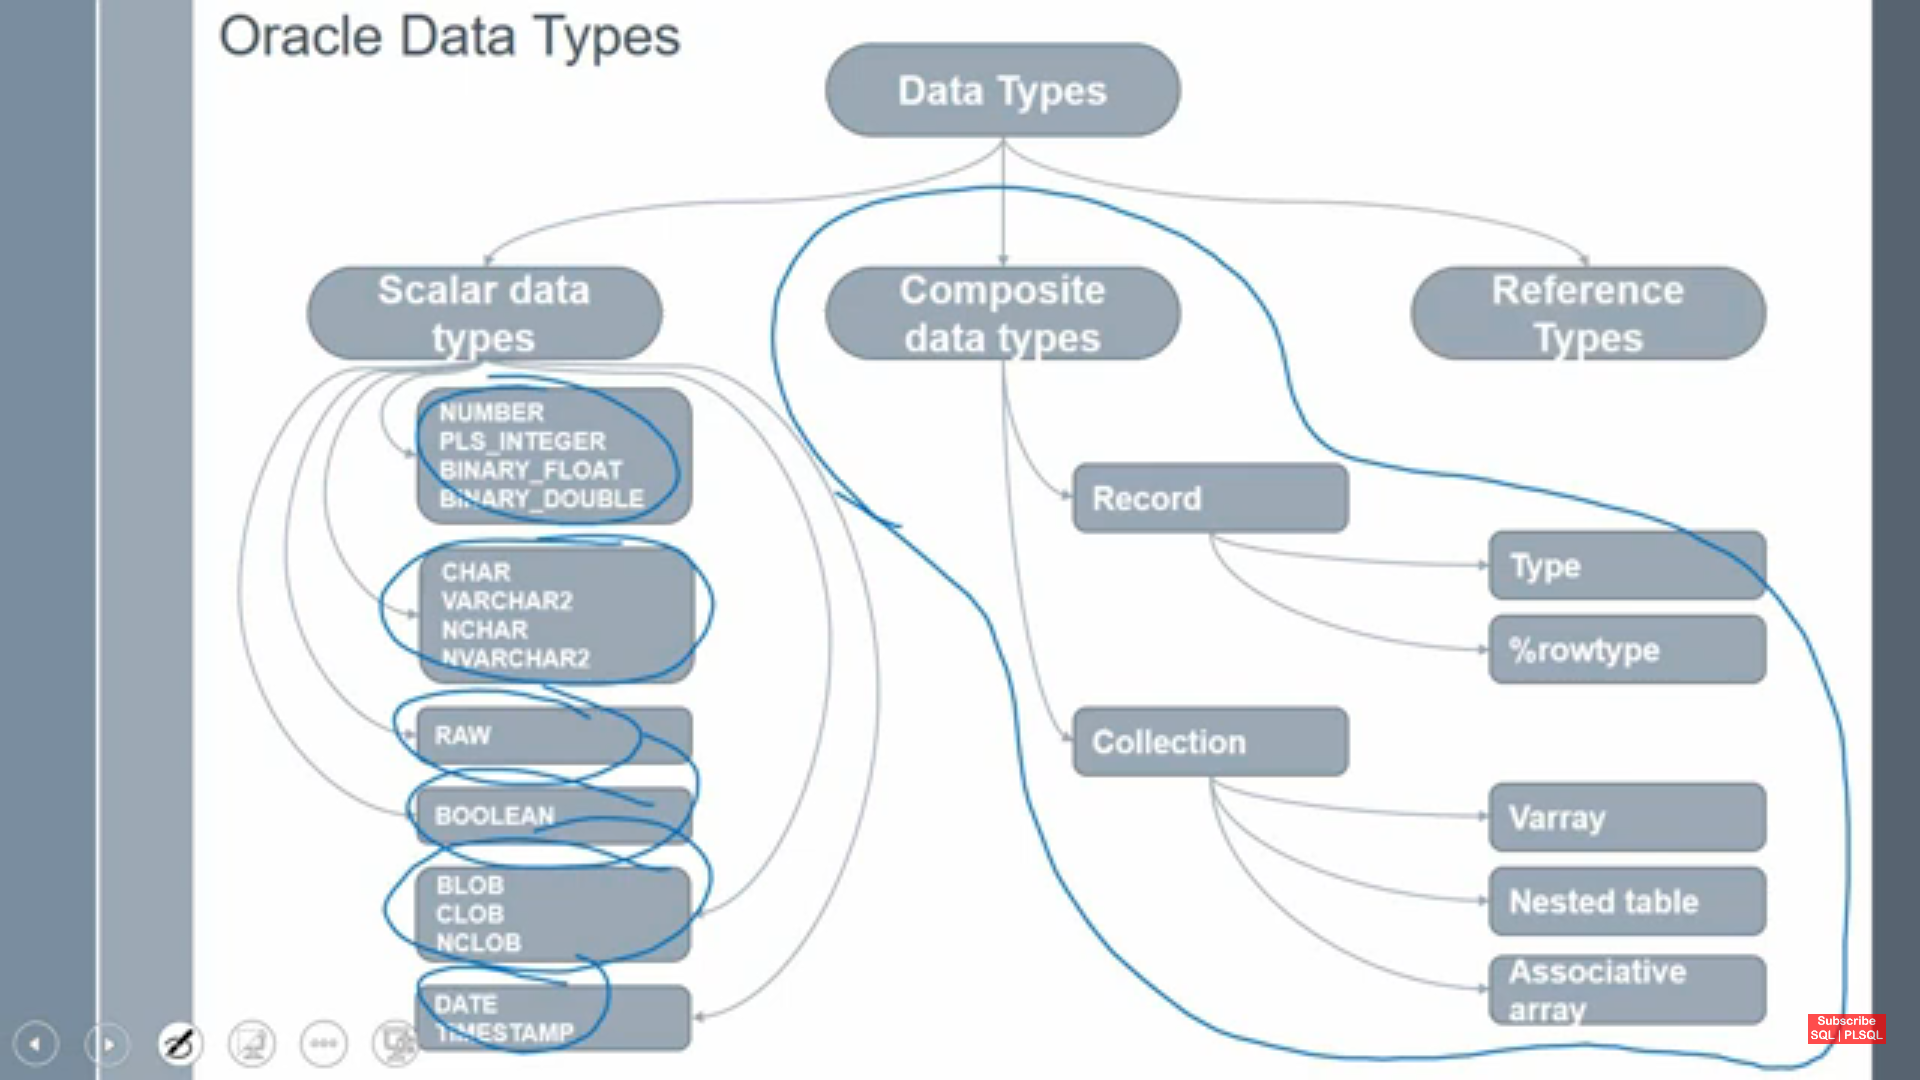 Oracle Data Types
Data Types
Scalar data
types
Composite
data types
Reference
Types
NUMBER
PLS_INTEGER
BINARY_FLOAT
BINARY_DOUBLE
CHAR
VARCHAR2
NCHAR
NVARCHAR2
RAW
BOOLEAN
BLOB
CLOB
NCLOB
DATE
TIMESTAMP
Record
Type
%rowtype
Collection
Varray
Nested table
Associative
array
Subscribe
SQL | PLSQL